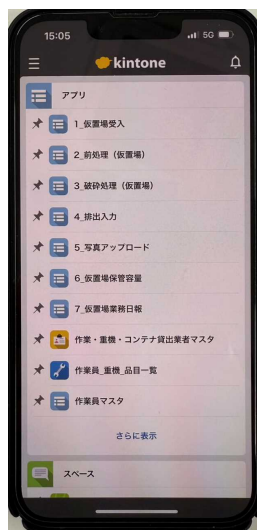 15:05
5G
kintone
アプリ
1_仮置場受入
2_前処理（仮置場）
3_破砕処理（仮置場）
4_排出入力
5_写真アップロード
6_仮置場保管容量
7_仮置場業務日報
作業・重機・コンテナ貸出業者マスタ
作業員_重機_品目一覧
作業員マスタ
さらに表示
スペース